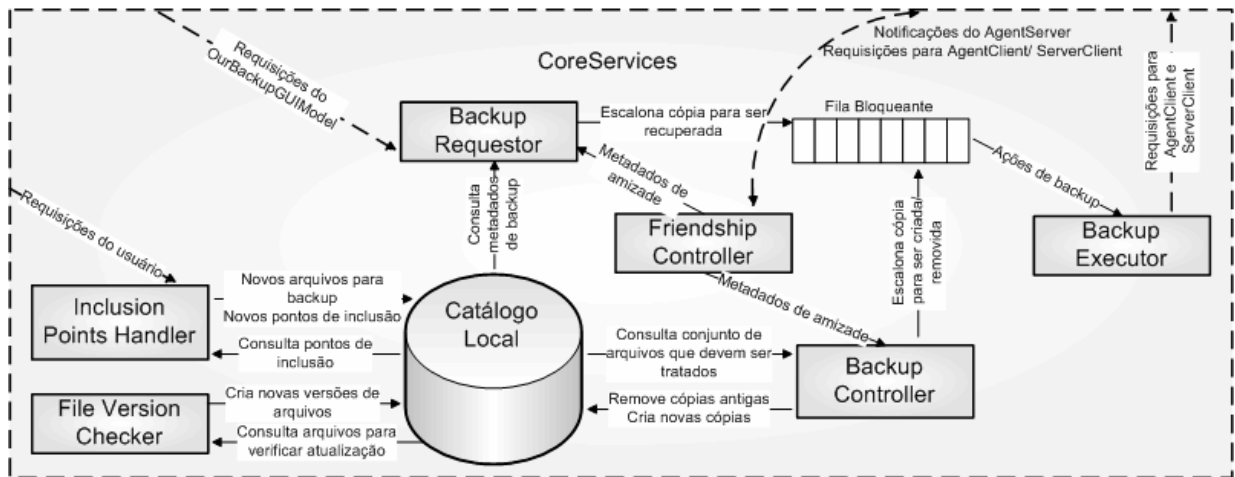 Notificações do AgentServer
Requisições para AgentClient/ ServerClient
Requisições do
OurBackupGUIModel
CoreServices
Requisições para
AgentClient e
ServerClient
Backup
Requestor
Escalona cópia para ser
recuperada
Fila Bloqueante
Ações de backup
Metadados de
amizade
Consulta
metadados
de backup
Requisições do usuário
Friendship
Controller
Escalona cópia
para ser criada/
removida
Backup
Executor
Inclusion
Points Handler
Novos arquivos para
backup
Novos pontos de inclusão
Consulta pontos de
inclusão
Catálogo
Local
Metadados de amizade
Consulta conjunto de
arquivos que devem ser
tratados
Backup
Controller
File Version
Checker
Cria novas versões de
arquivos
Consulta arquivos para
verificar atualização
Remove cópias antigas
Cria novas cópias